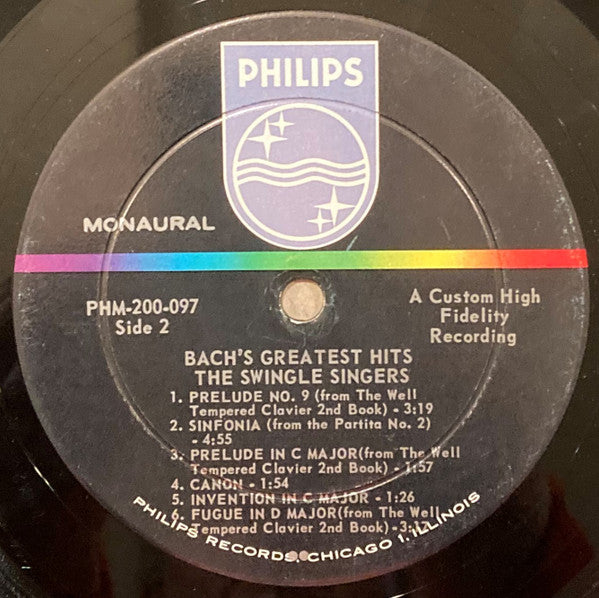 PHILIPS
MONAURAL
PHM-200-097
Side 2
A Custom High
Fidelity
Recording
BACH'S GREATEST HITS
THE SWINGLE SINGERS
1. PRELUDE NO. 9 (from The Well
Tempered Clavier 2nd Book) - 3:19
2. SINFONIA (from the Partita No. 2)
- 4:55
3. PRELUDE IN C MAJOR(from The Well
Tempered Clavier 2nd Book) - 1:57
4. CANON - 1:54
5. INVENTION IN C MAJOR - 1:26
6. FUGUE IN D MAJOR(from The Well
Tempered Clavier 2nd Book)
PHILIPS RECORDS, CHICAGO 1, ILLINOIS